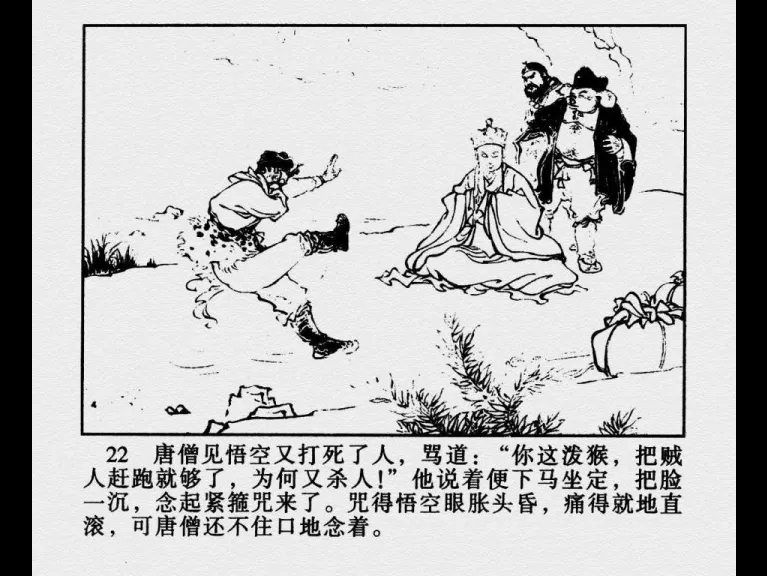 22 唐僧见悟空又打死了人，骂道：“你这泼猴，把贼
人赶跑就够了，为何又杀人！”他说着便下马坐定，把脸
一沉，念起紧箍咒来了。咒得悟空眼胀头昏，痛得就地直
滚，可唐僧还不住口地念着。